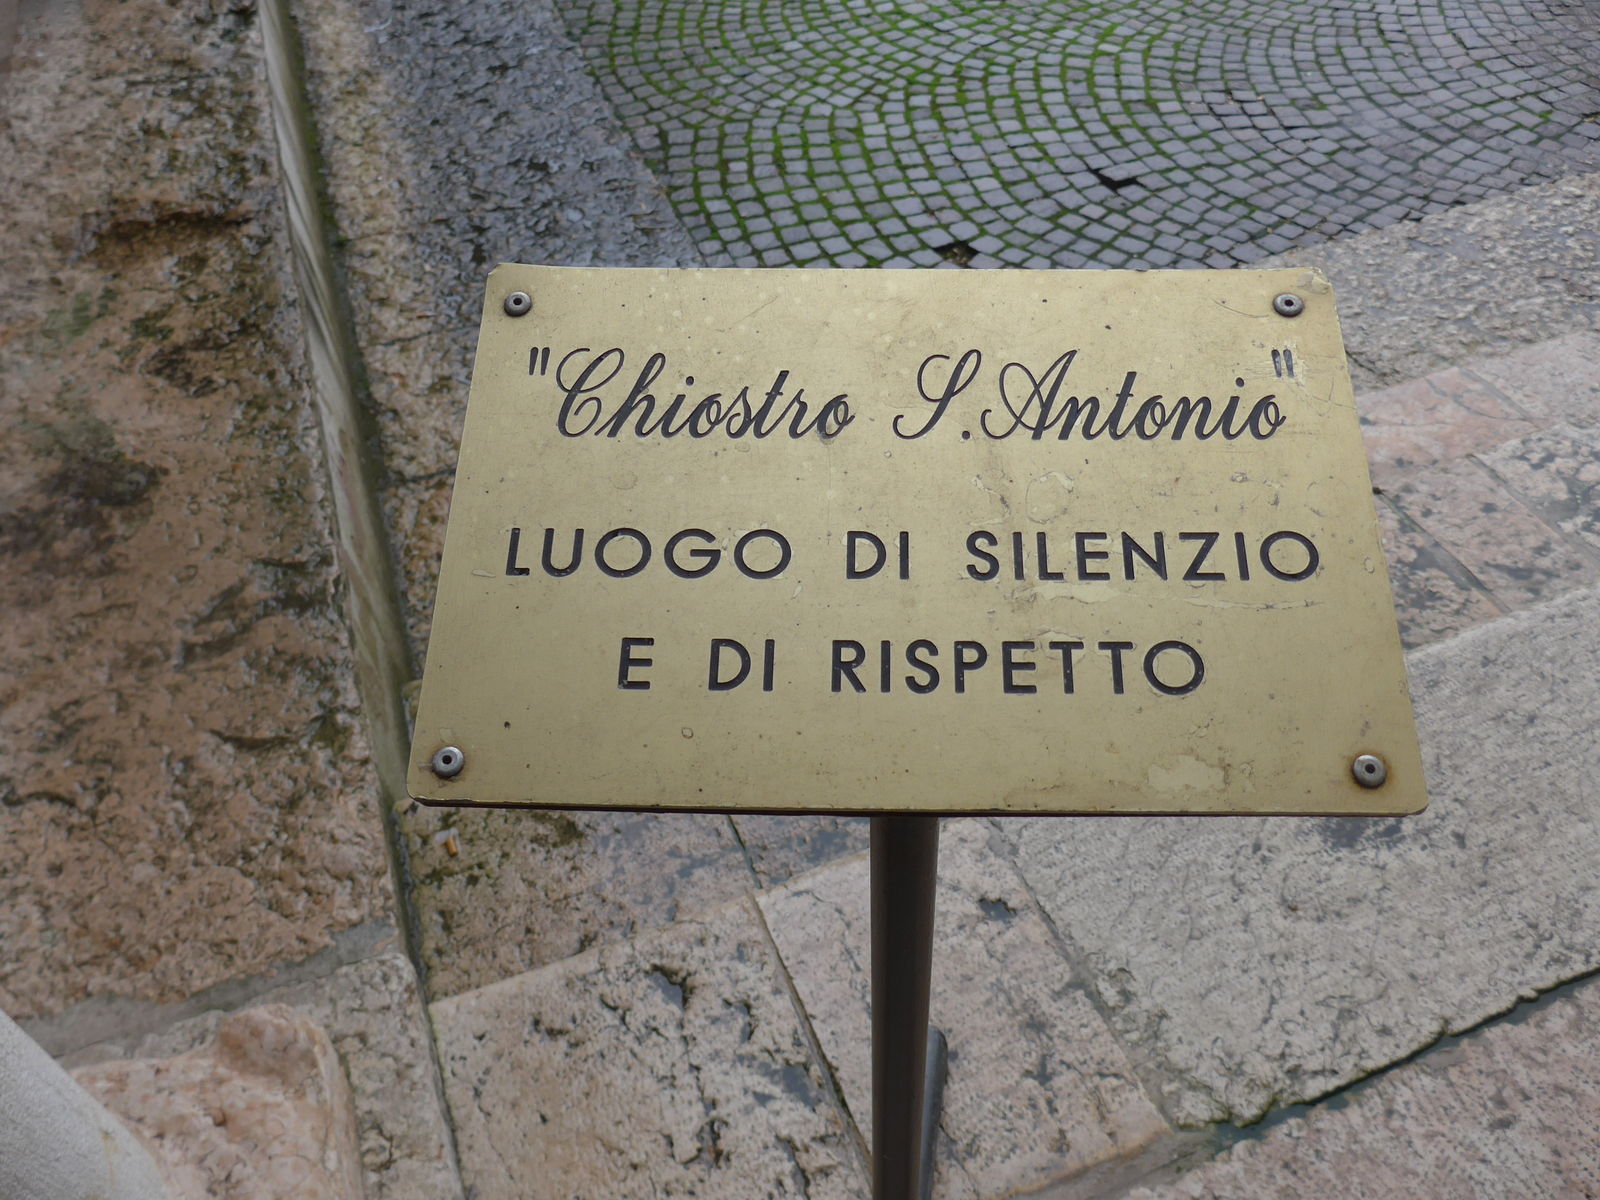 "Chiostro S. Antonio"
LUOGO DI SILENZIO
E DI RISPETTO